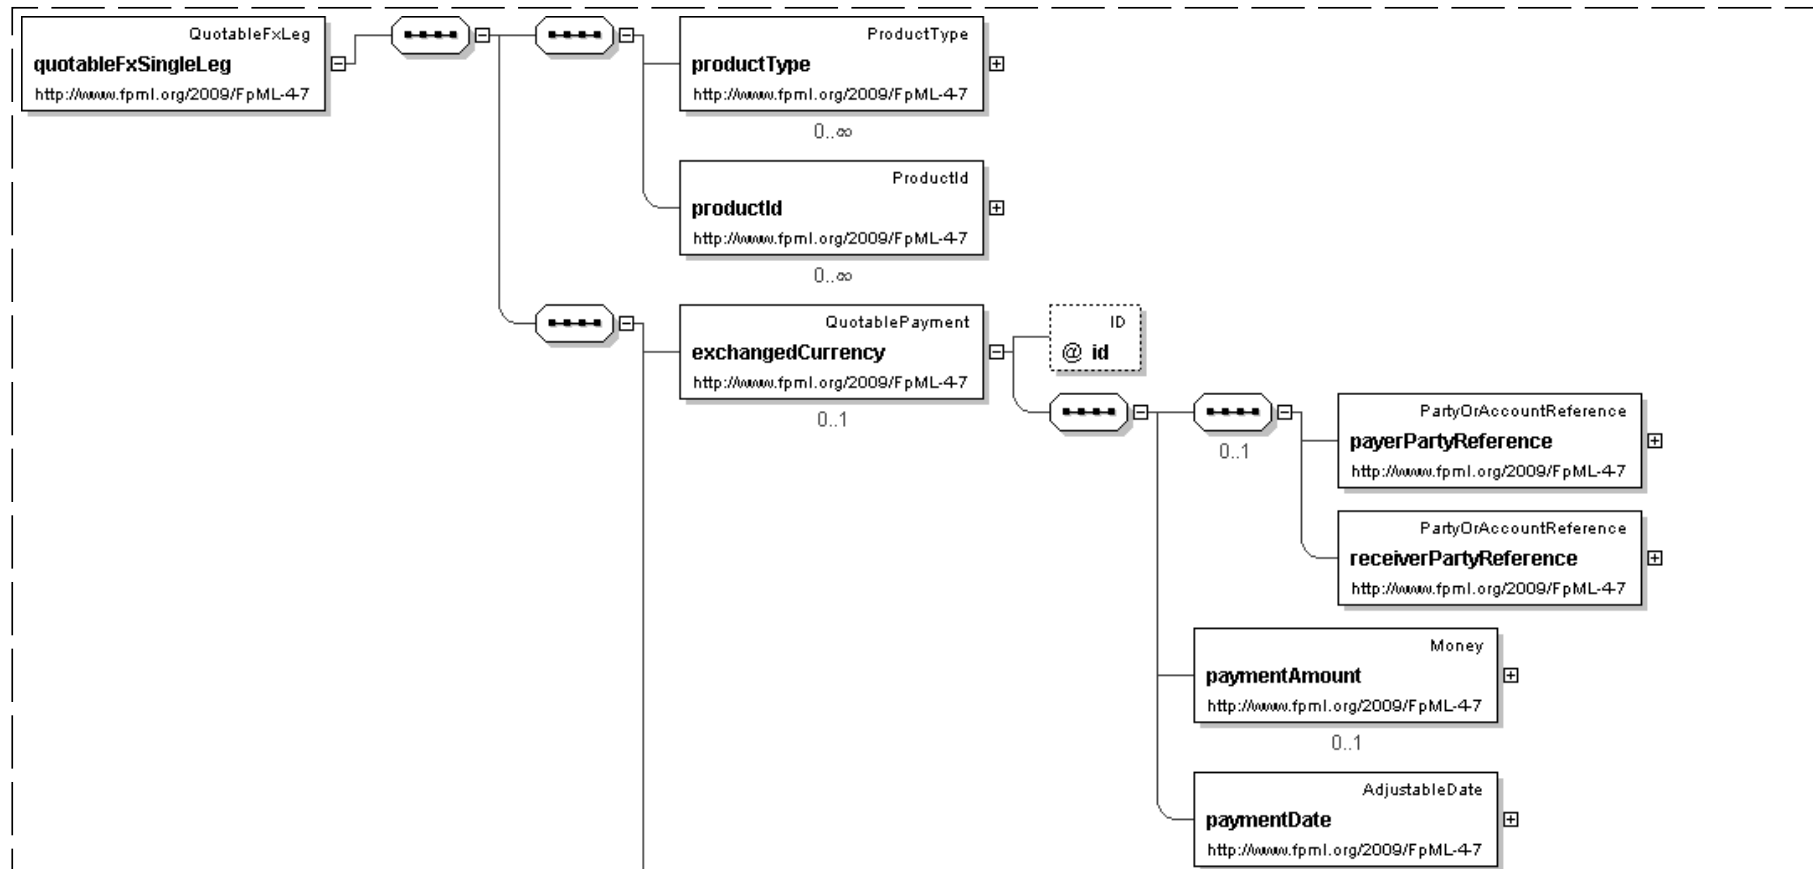 QuotableFxLeg
quotableFxSingleLeg
http://www.fpml.org/2009/FpML-4-7
ProductType
productType
http://www.fpml.org/2009/FpML-4-7
0..∞
ProductId
productId
http://www.fpml.org/2009/FpML-4-7
0..∞
QuotablePayment
exchangedCurrency
http://www.fpml.org/2009/FpML-4-7
0..1
ID
@ id
0..1
PartyOrAccountReference
payerPartyReference
http://www.fpml.org/2009/FpML-4-7
PartyOrAccountReference
receiverPartyReference
http://www.fpml.org/2009/FpML-4-7
Money
paymentAmount
http://www.fpml.org/2009/FpML-4-7
0..1
AdjustableDate
paymentDate
http://www.fpml.org/2009/FpML-4-7